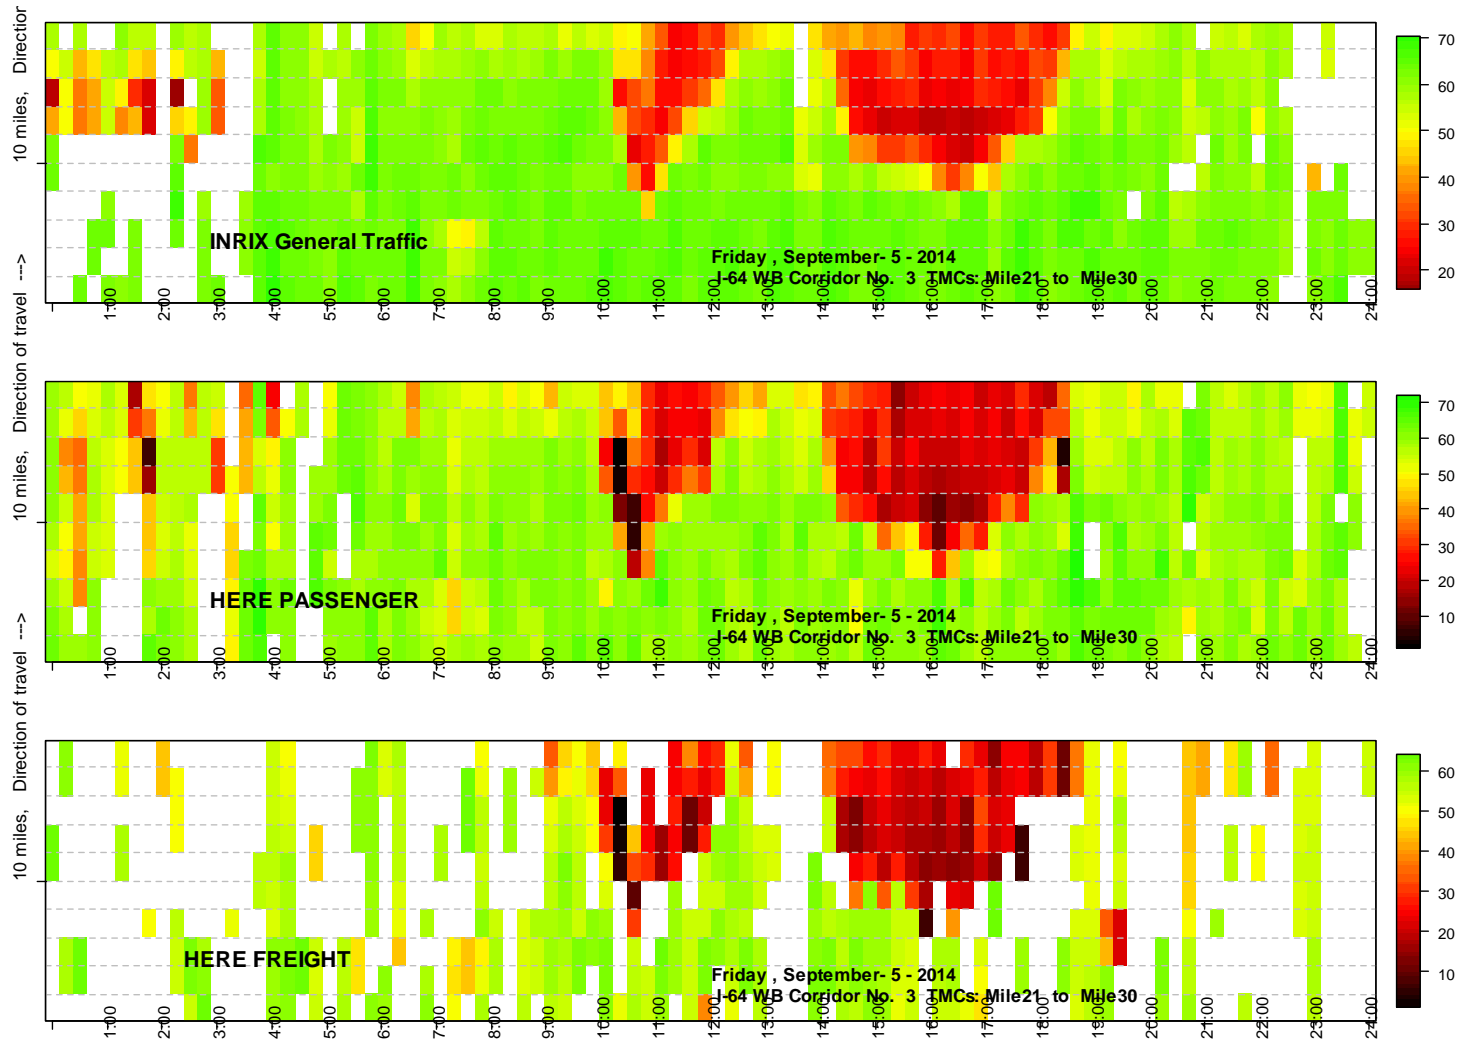 10 miles,  Direction of travel  --->
INRIX General Traffic
Friday , September- 5 - 2014
I-64 WB Corridor No.  3  TMCs: Mile21  to  Mile30
1:00 2:00 3:00 4:00 5:00 6:00 7:00 8:00 9:00 10:00 11:00 12:00 13:00 14:00 15:00 16:00 17:00 18:00 19:00 20:00 21:00 22:00 23:00 24:00
70
60
50
40
30
20
10 miles,  Direction of travel  --->
HERE PASSENGER
Friday , September- 5 - 2014
I-64 WB Corridor No.  3  TMCs: Mile21  to  Mile30
1:00 2:00 3:00 4:00 5:00 6:00 7:00 8:00 9:00 10:00 11:00 12:00 13:00 14:00 15:00 16:00 17:00 18:00 19:00 20:00 21:00 22:00 23:00 24:00
70
60
50
40
30
20
10
10 miles,  Direction of travel  --->
HERE FREIGHT
Friday , September- 5 - 2014
I-64 WB Corridor No.  3  TMCs: Mile21  to  Mile30
1:00 2:00 3:00 4:00 5:00 6:00 7:00 8:00 9:00 10:00 11:00 12:00 13:00 14:00 15:00 16:00 17:00 18:00 19:00 20:00 21:00 22:00 23:00 24:00
60
50
40
30
20
10